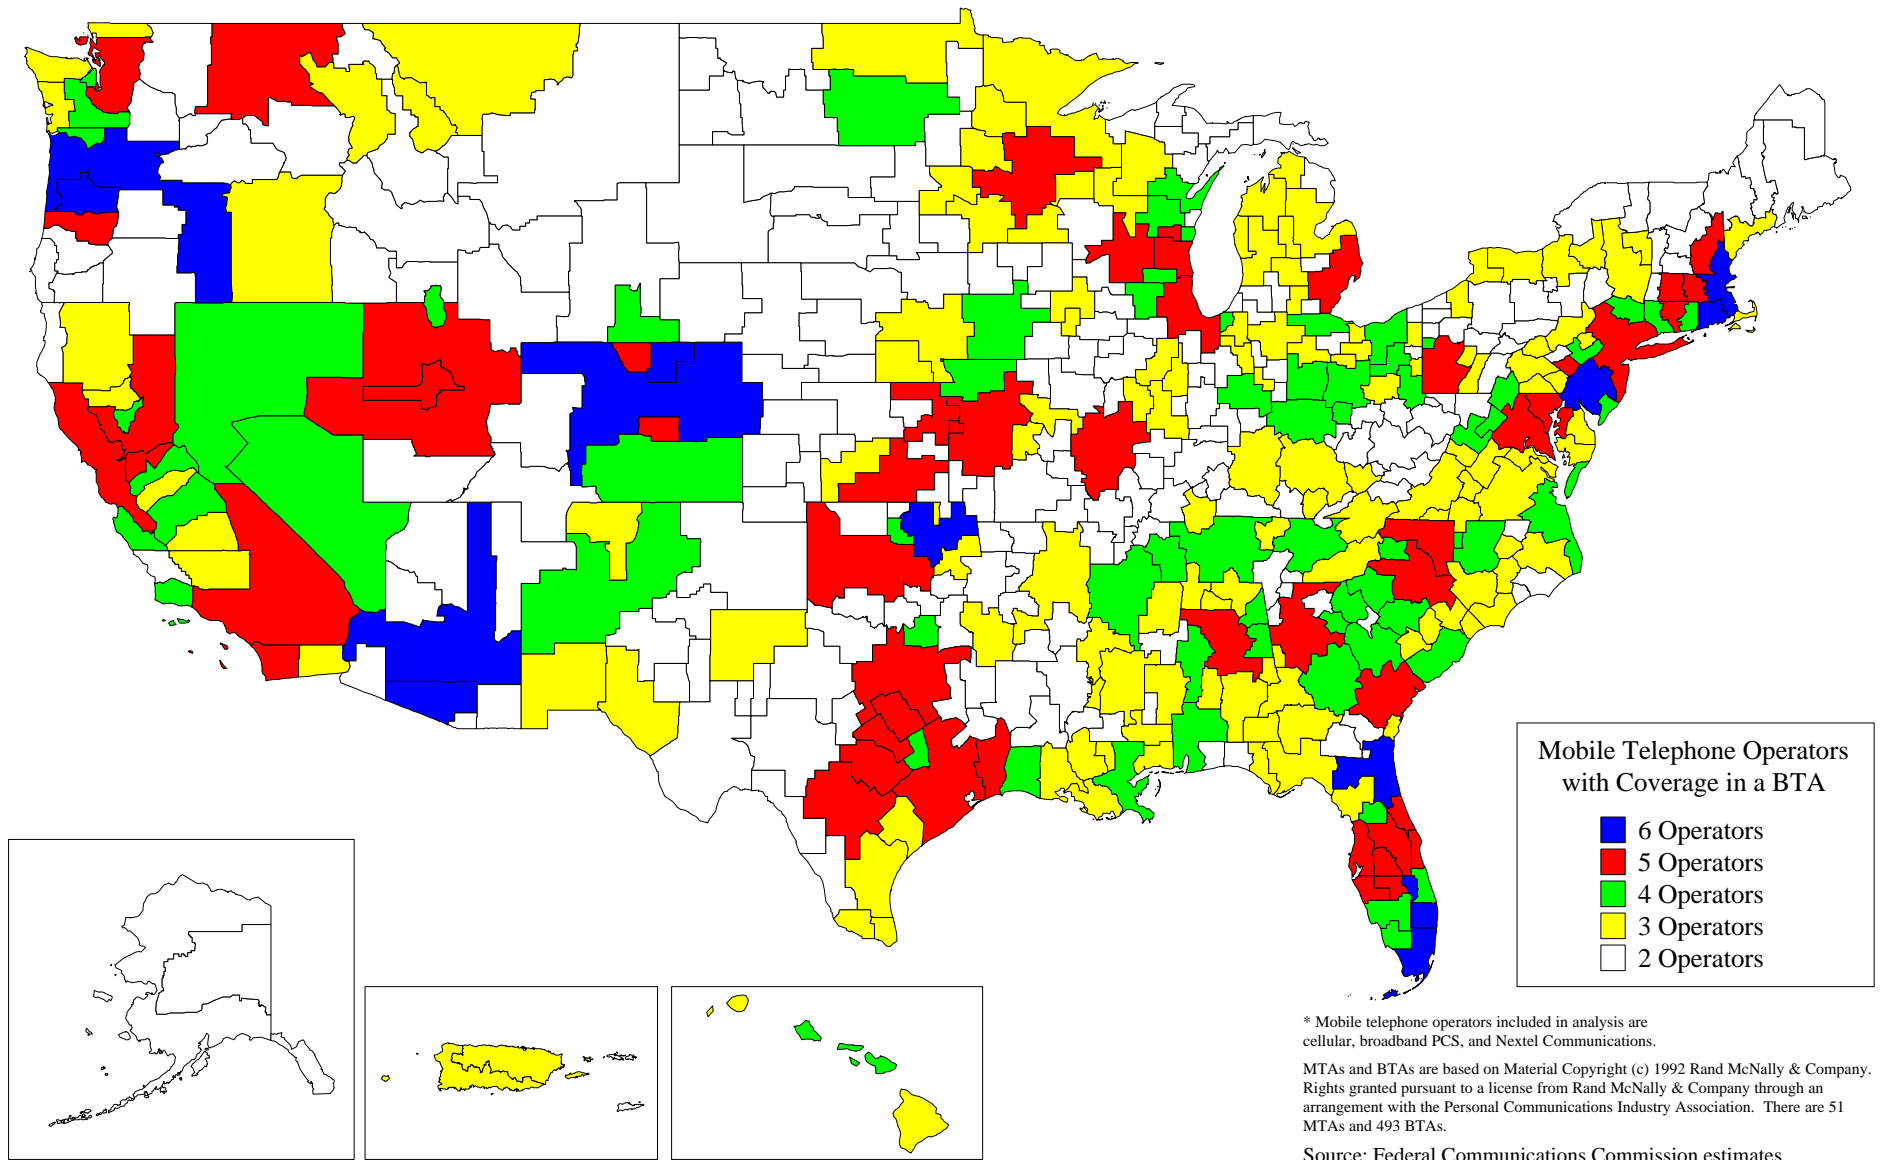 Mobile Telephone Operators
with Coverage in a BTA
6 Operators
5 Operators
4 Operators
3 Operators
2 Operators
* Mobile telephone operators included in analysis are
cellular, broadband PCS, and Nextel Communications.
MTAs and BTAs are based on Material Copyright (c) 1992 Rand McNally & Company.
Rights granted pursuant to a license from Rand McNally & Company through an
arrangement with the Personal Communications Industry Association. There are 51
MTAs and 493 BTAs.
Source: Federal Communications Commission estimates